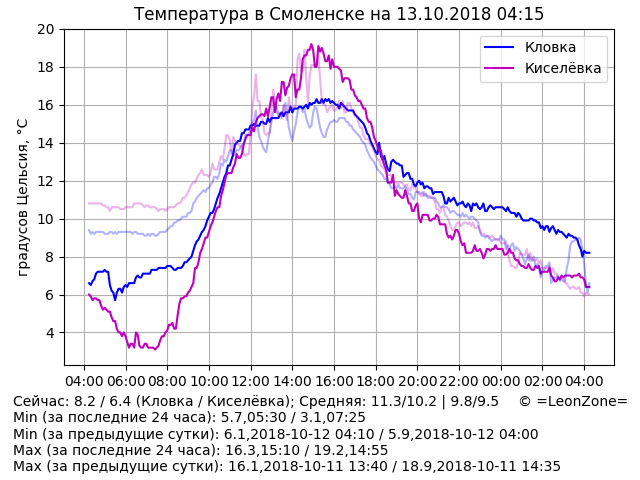 Температура в Смоленске на 13.10.2018 04:15
20
18
16
14
12
10
8
6
4
градусов Цельсия, °C
Кловка
Киселёвка
04:00 06:00 08:00 10:00 12:00 14:00 16:00 18:00 20:00 22:00 00:00 02:00 04:00
Сейчас: 8.2 / 6.4 (Кловка / Киселёвка); Средняя: 11.3/10.2 | 9.8/9.5 © =LeonZone=
Min (за последние 24 часа): 5.7,05:30 / 3.1,07:25
Min (за предыдущие сутки): 6.1,2018-10-12 04:10 / 5.9,2018-10-12 04:00
Max (за последние 24 часа): 16.3,15:10 / 19.2,14:55
Max (за предыдущие сутки): 16.1,2018-10-11 13:40 / 18.9,2018-10-11 14:35